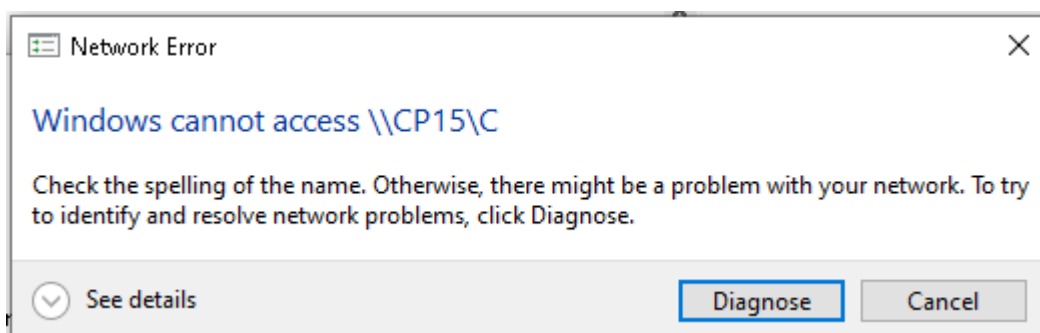 Network Error
Windows cannot access \\CP15\C
Check the spelling of the name. Otherwise, there might be a problem with your network. To try
to identify and resolve network problems, click Diagnose.
See details
Diagnose
Cancel